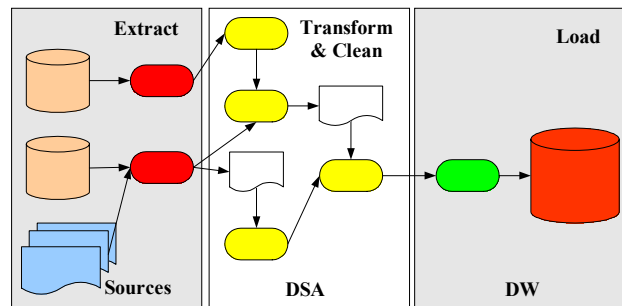 Extract
Transform
& Clean
Load
Sources
DSA
DW